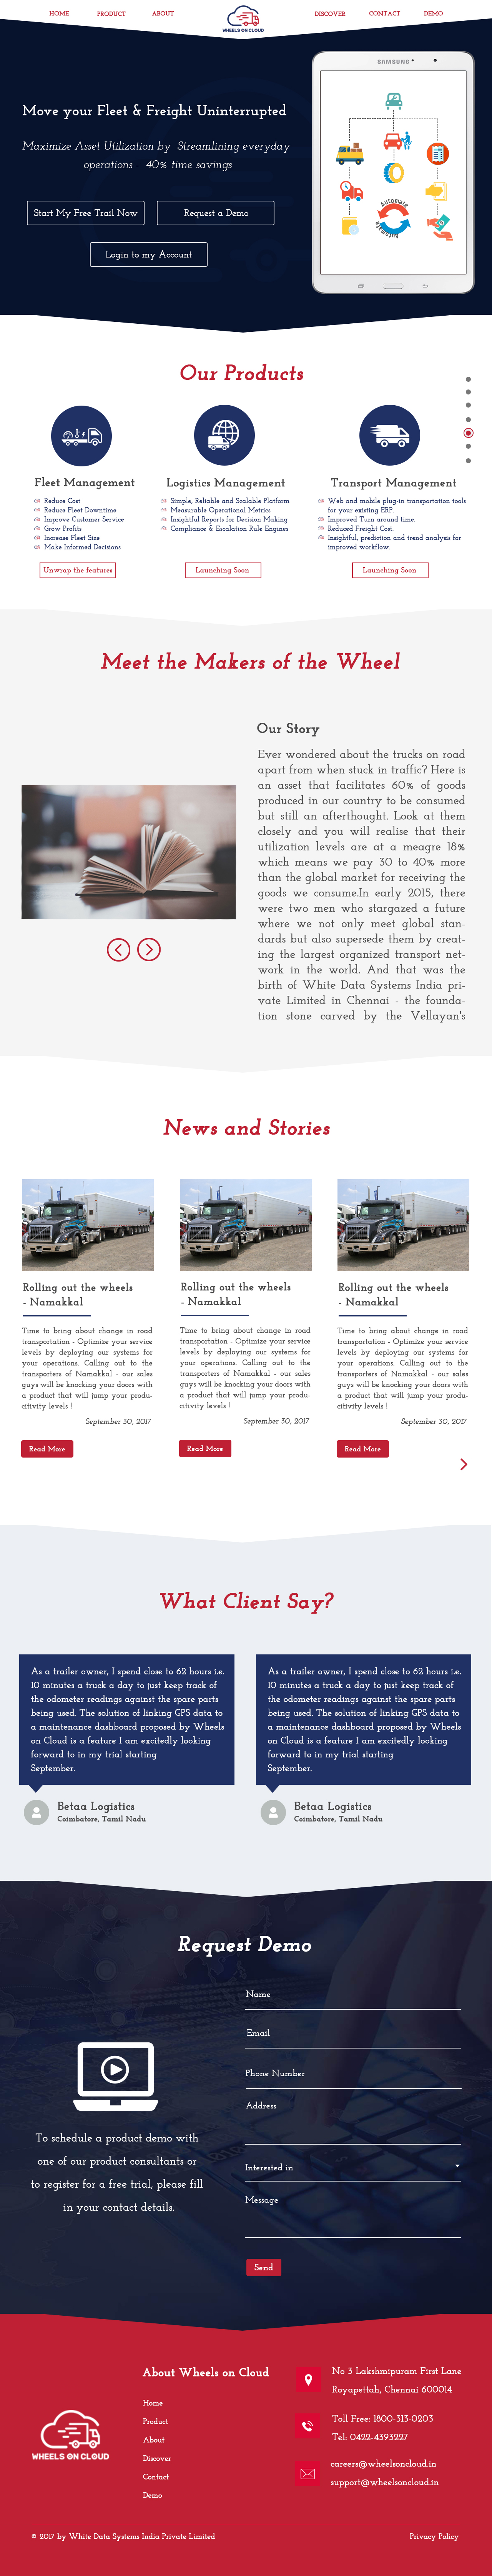 HOME PRODUCT ABOUT WHEELS ON CLOUD DISCOVER CONTACT DEMO
Move your Fleet & Freight Uninterrupted
Maximize Asset Utilization by Streamlining everyday
operations - 40% time savings
Start My Free Trail Now
Request a Demo
Login to my Account
SAMSUNG
Automate
Our Products
Fleet Management
Reduce Cost
Reduce Fleet Downtime
Improve Customer Service
Grow Profits
Increase Fleet Size
Make Informed Decisions
Unwrap the features
Logistics Management
Simple, Reliable and Scalable Platform
Measurable Operational Metrics
Insightful Reports for Decision Making
Compliance & Escalation Rule Engines
Launching Soon
Transport Management
Web and mobile plug-in transportation tools
for your existing ERP.
Improved Turn around time.
Reduced Freight Cost.
Insightful, prediction and trend analysis for
improved workflow.
Launching Soon
Meet the Makers of the Wheel
Our Story
Ever wondered about the trucks on road
apart from when stuck in traffic? Here is
an asset that facilitates 60% of goods
produced in our country to be consumed
but still an afterthought. Look at them
closely and you will realise that their
utilization levels are at a meagre 18%
which means we pay 30 to 40% more
than the global market for receiving the
goods we consume.In early 2015, there
were two men who stargazed a future
where we not only meet global stan-
dards but also supersede them by creat-
ing the largest organized transport net-
work in the world. And that was the
birth of White Data Systems India pri-
vate Limited in Chennai - the founda-
tion stone carved by the Vellayan's
News and Stories
Rolling out the wheels
- Namakkal
Time to bring about change in road
transportation - Optimize your service
levels by deploying our systems for
your operations. Calling out to the
transporters of Namakkal - our sales
guys will be knocking your doors with
a product that will jump your produ-
citivity levels !
September 30, 2017
Read More
Rolling out the wheels
- Namakkal
Time to bring about change in road
transportation - Optimize your service
levels by deploying our systems for
your operations. Calling out to the
transporters of Namakkal - our sales
guys will be knocking your doors with
a product that will jump your produ-
citivity levels !
September 30, 2017
Read More
Rolling out the wheels
- Namakkal
Time to bring about change in road
transportation - Optimize your service
levels by deploying our systems for
your operations. Calling out to the
transporters of Namakkal - our sales
guys will be knocking your doors with
a product that will jump your produ-
citivity levels !
September 30, 2017
Read More
What Client Say?
As a trailer owner, I spend close to 62 hours i.e.
10 minutes a truck a day to just keep track of
the odometer readings against the spare parts
being used. The solution of linking GPS data to
a maintenance dashboard proposed by Wheels
on Cloud is a feature I am excitedly looking
forward to in my trial starting
September.
Betaa Logistics
Coimbatore, Tamil Nadu
As a trailer owner, I spend close to 62 hours i.e.
10 minutes a truck a day to just keep track of
the odometer readings against the spare parts
being used. The solution of linking GPS data to
a maintenance dashboard proposed by Wheels
on Cloud is a feature I am excitedly looking
forward to in my trial starting
September.
Betaa Logistics
Coimbatore, Tamil Nadu
Request Demo
To schedule a product demo with
one of our product consultants or
to register for a free trial, please fill
in your contact details.
Name
Email
Phone Number
Address
Interested in
Message
Send
WHEELS ON CLOUD
About Wheels on Cloud
Home
Product
About
Discover
Contact
Demo
No 3 Lakshmipuram First Lane
Royapettah, Chennai 600014
Toll Free: 1800-313-0203
Tel: 0422-4393227
careers@wheelsoncloud.in
support@wheelsoncloud.in
© 2017 by White Data Systems India Private Limited
Privacy Policy